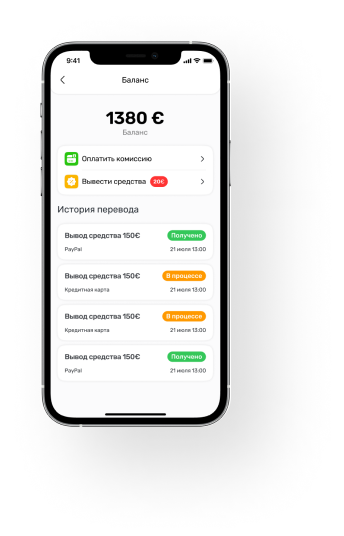 9:41
Баланс
1380 €
Баланс
Оплатить комиссию
Вывести средства 20€
История перевода
Вывод средства 150€ Получено
PayPal 21 июля 13:00
Вывод средства 150€ В процессе
Кредитная карта 21 июля 13:00
Вывод средства 150€ В процессе
Кредитная карта 21 июля 13:00
Вывод средства 150€ Получено
PayPal 21 июля 13:00